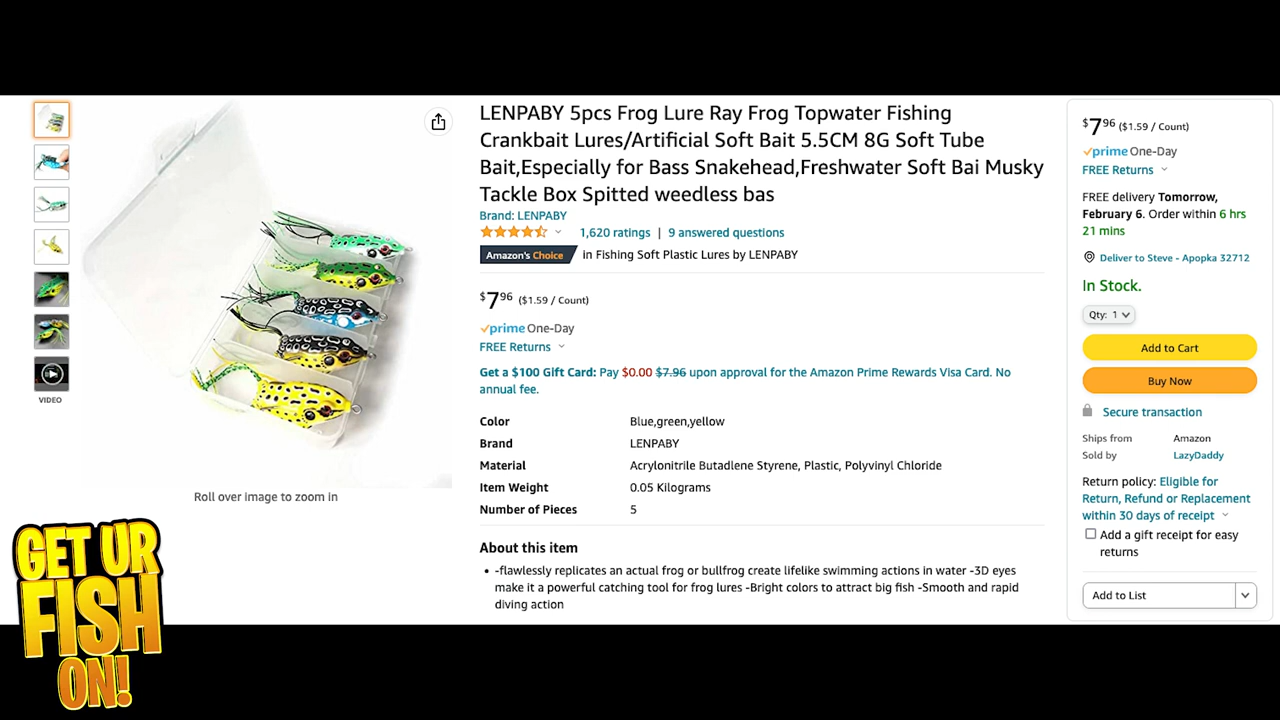 LENPABY 5pcs Frog Lure Ray Frog Topwater Fishing
Crankbait Lures/Artificial Soft Bait 5.5CM 8G Soft Tube
Bait,Especially for Bass Snakehead,Freshwater Soft Bai Musky
Tackle Box Spitted weedless bas
Brand: LENPABY
1,620 ratings | 9 answered questions
Amazon's Choice in Fishing Soft Plastic Lures by LENPABY
$796 ($1.59 / Count)
prime One-Day
FREE Returns
Get a $100 Gift Card: Pay $0.00 $7.96 upon approval for the Amazon Prime Rewards Visa Card. No
annual fee.
Color Blue,green,yellow
Brand LENPABY
Material Acrylonitrile Butadlene Styrene, Plastic, Polyvinyl Chloride
Item Weight 0.05 Kilograms
Number of Pieces 5
About this item
• -flawlessly replicates an actual frog or bullfrog create lifelike swimming actions in water -3D eyes
make it a powerful catching tool for frog lures -Bright colors to attract big fish -Smooth and rapid
diving action
VIDEO
Roll over image to zoom in
GET UR
FISH
ON!
$796 ($1.59 / Count)
prime One-Day
FREE Returns
FREE delivery Tomorrow,
February 6. Order within 6 hrs
21 mins
Deliver to Steve - Apopka 32712
In Stock.
Qty: 1
Add to Cart
Buy Now
Secure transaction
Ships from Amazon
Sold by LazyDaddy
Return policy: Eligible for
Return, Refund or Replacement
within 30 days of receipt
Add a gift receipt for easy
returns
Add to List